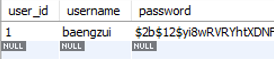 user_id username password
1 baengzui $2b$12$yi8wRVRYhtXDNF
NULL NULL NULL